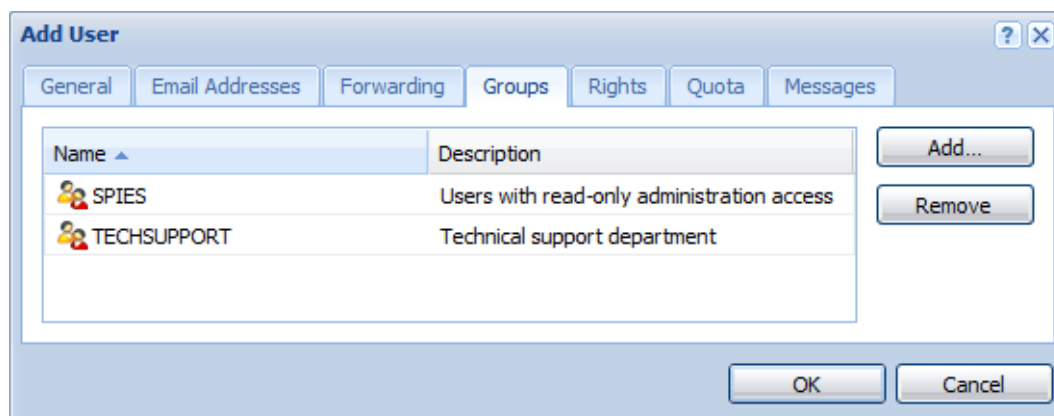 Add User
General Email Addresses Forwarding Groups Rights Quota Messages
Name Description
SPIES Users with read-only administration access
TECHSUPPORT Technical support department
Add...
Remove
OK Cancel